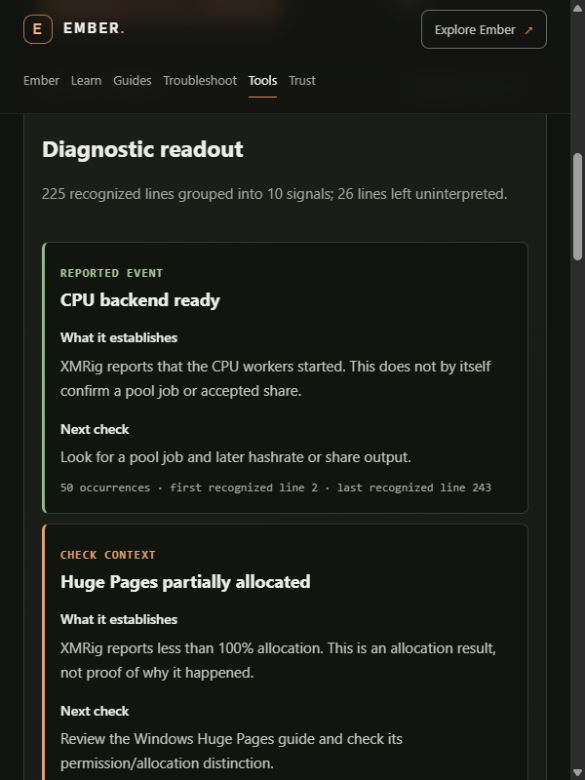 E EMBER.
Explore Ember ↗
Ember Learn Guides Troubleshoot Tools Trust
Diagnostic readout
225 recognized lines grouped into 10 signals; 26 lines left uninterpreted.
REPORTED EVENT
CPU backend ready
What it establishes
XMRig reports that the CPU workers started. This does not by itself
confirm a pool job or accepted share.
Next check
Look for a pool job and later hashrate or share output.
50 occurrences · first recognized line 2 · last recognized line 243
CHECK CONTEXT
Huge Pages partially allocated
What it establishes
XMRig reports less than 100% allocation. This is an allocation result,
not proof of why it happened.
Next check
Review the Windows Huge Pages guide and check its
permission/allocation distinction.